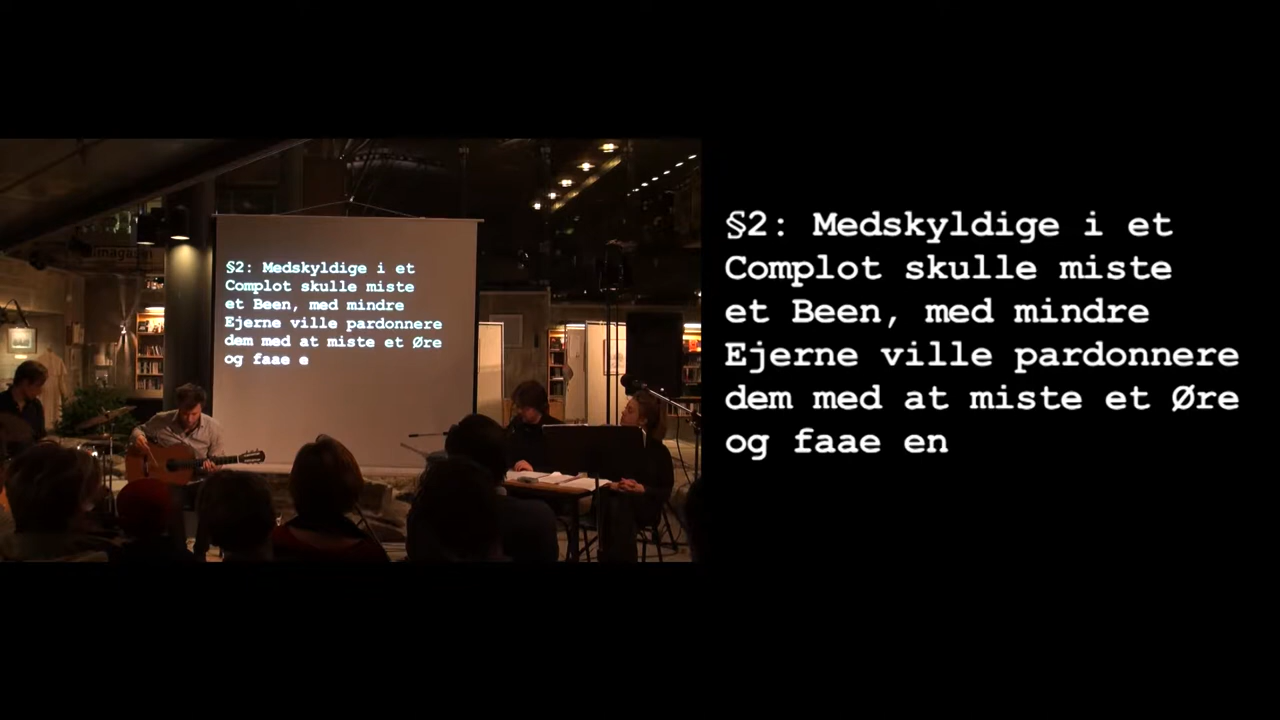 §2: Medskyldige i et
Complot skulle miste
et Been, med mindre
Ejerne ville pardonnere
dem med at miste et Øre
og faae e
§2: Medskyldige i et
Complot skulle miste
et Been, med mindre
Ejerne ville pardonnere
dem med at miste et Øre
og faae en